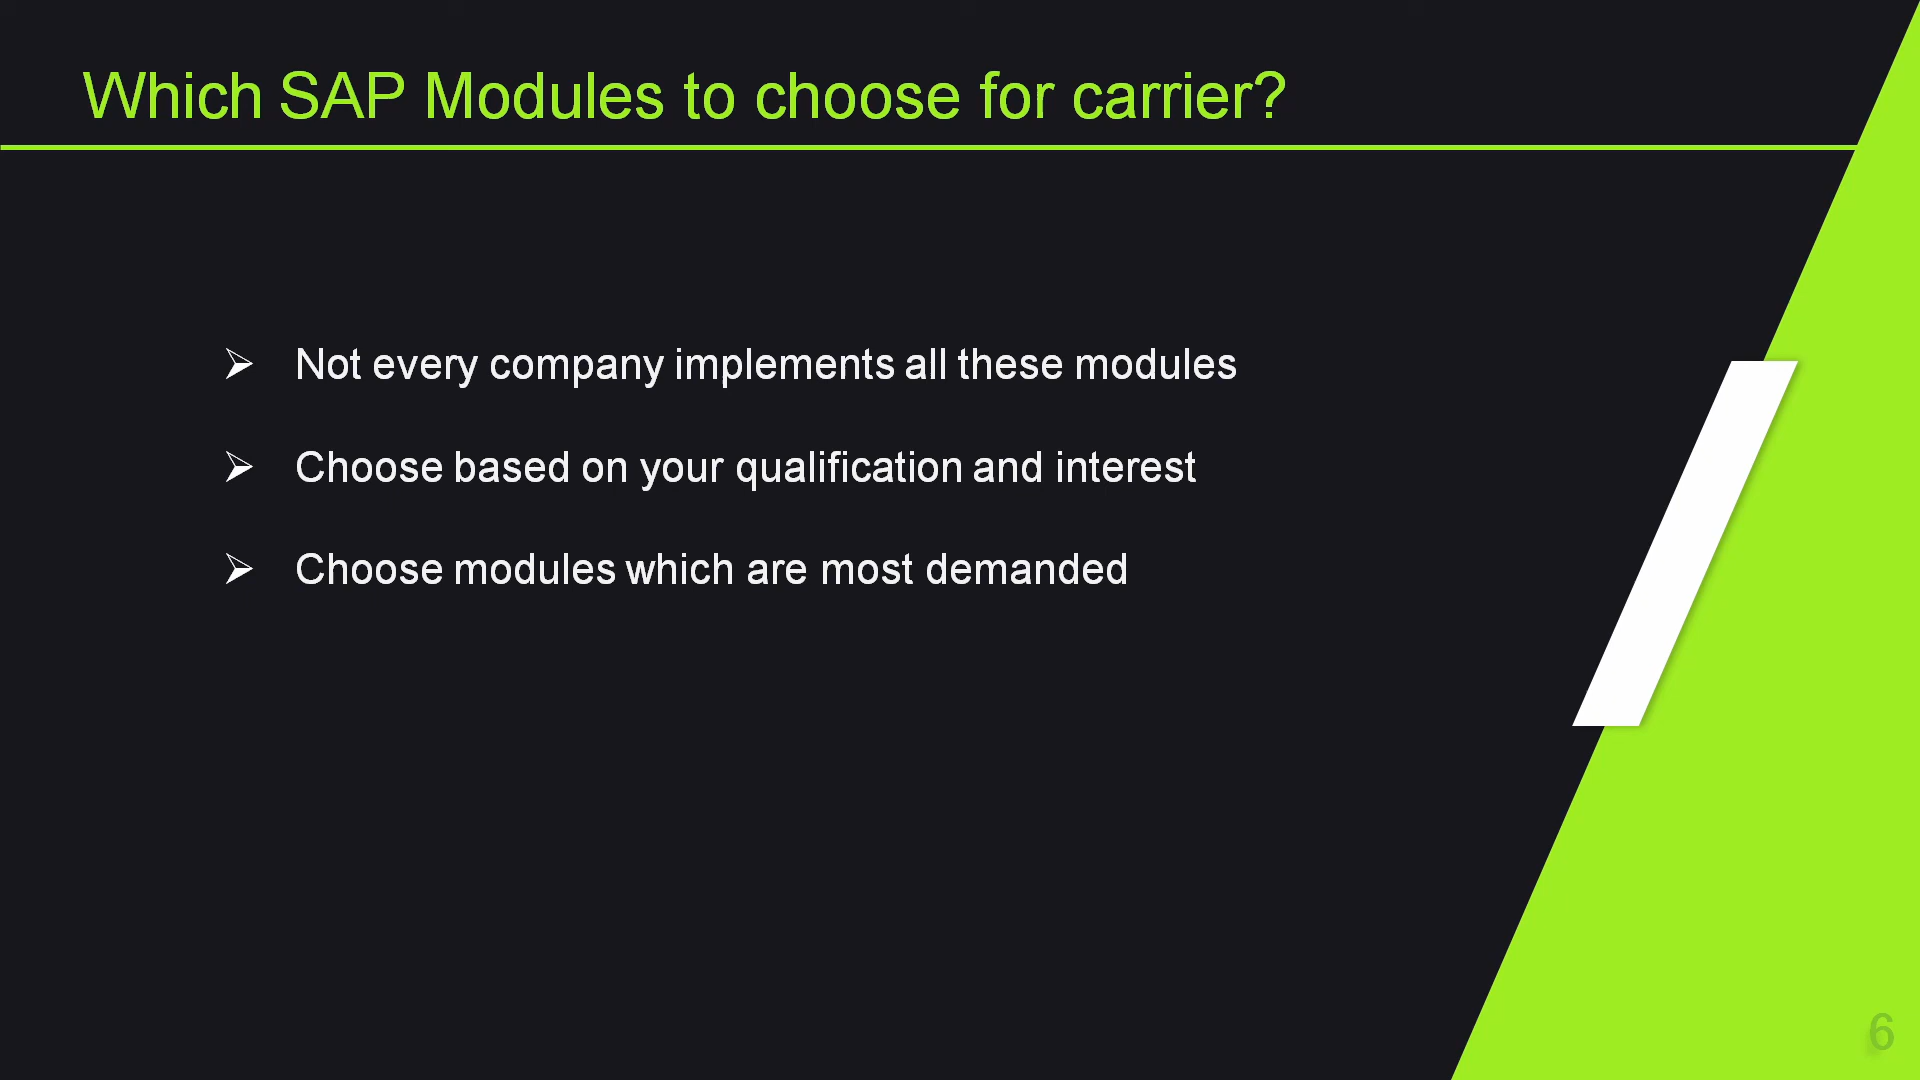 Which SAP Modules to choose for carrier?
➢ Not every company implements all these modules
➢ Choose based on your qualification and interest
➢ Choose modules which are most demanded
6